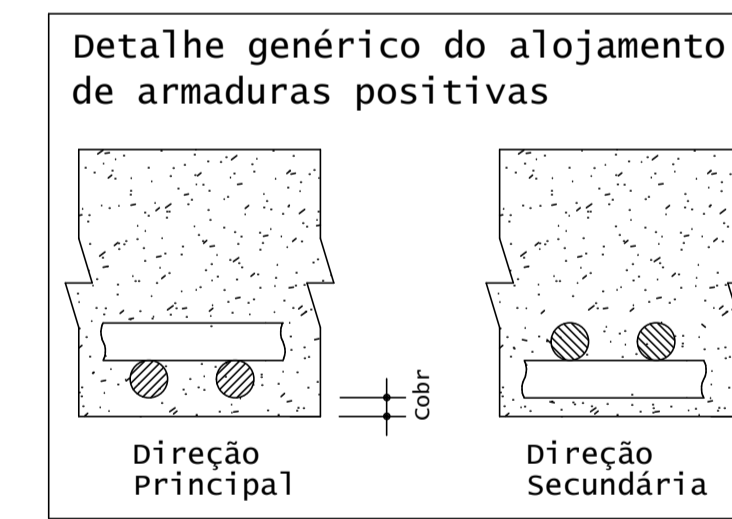 Detalhe genérico do alojamento
de armaduras positivas
Cobr
Direção
Principal
Direção
Secundária